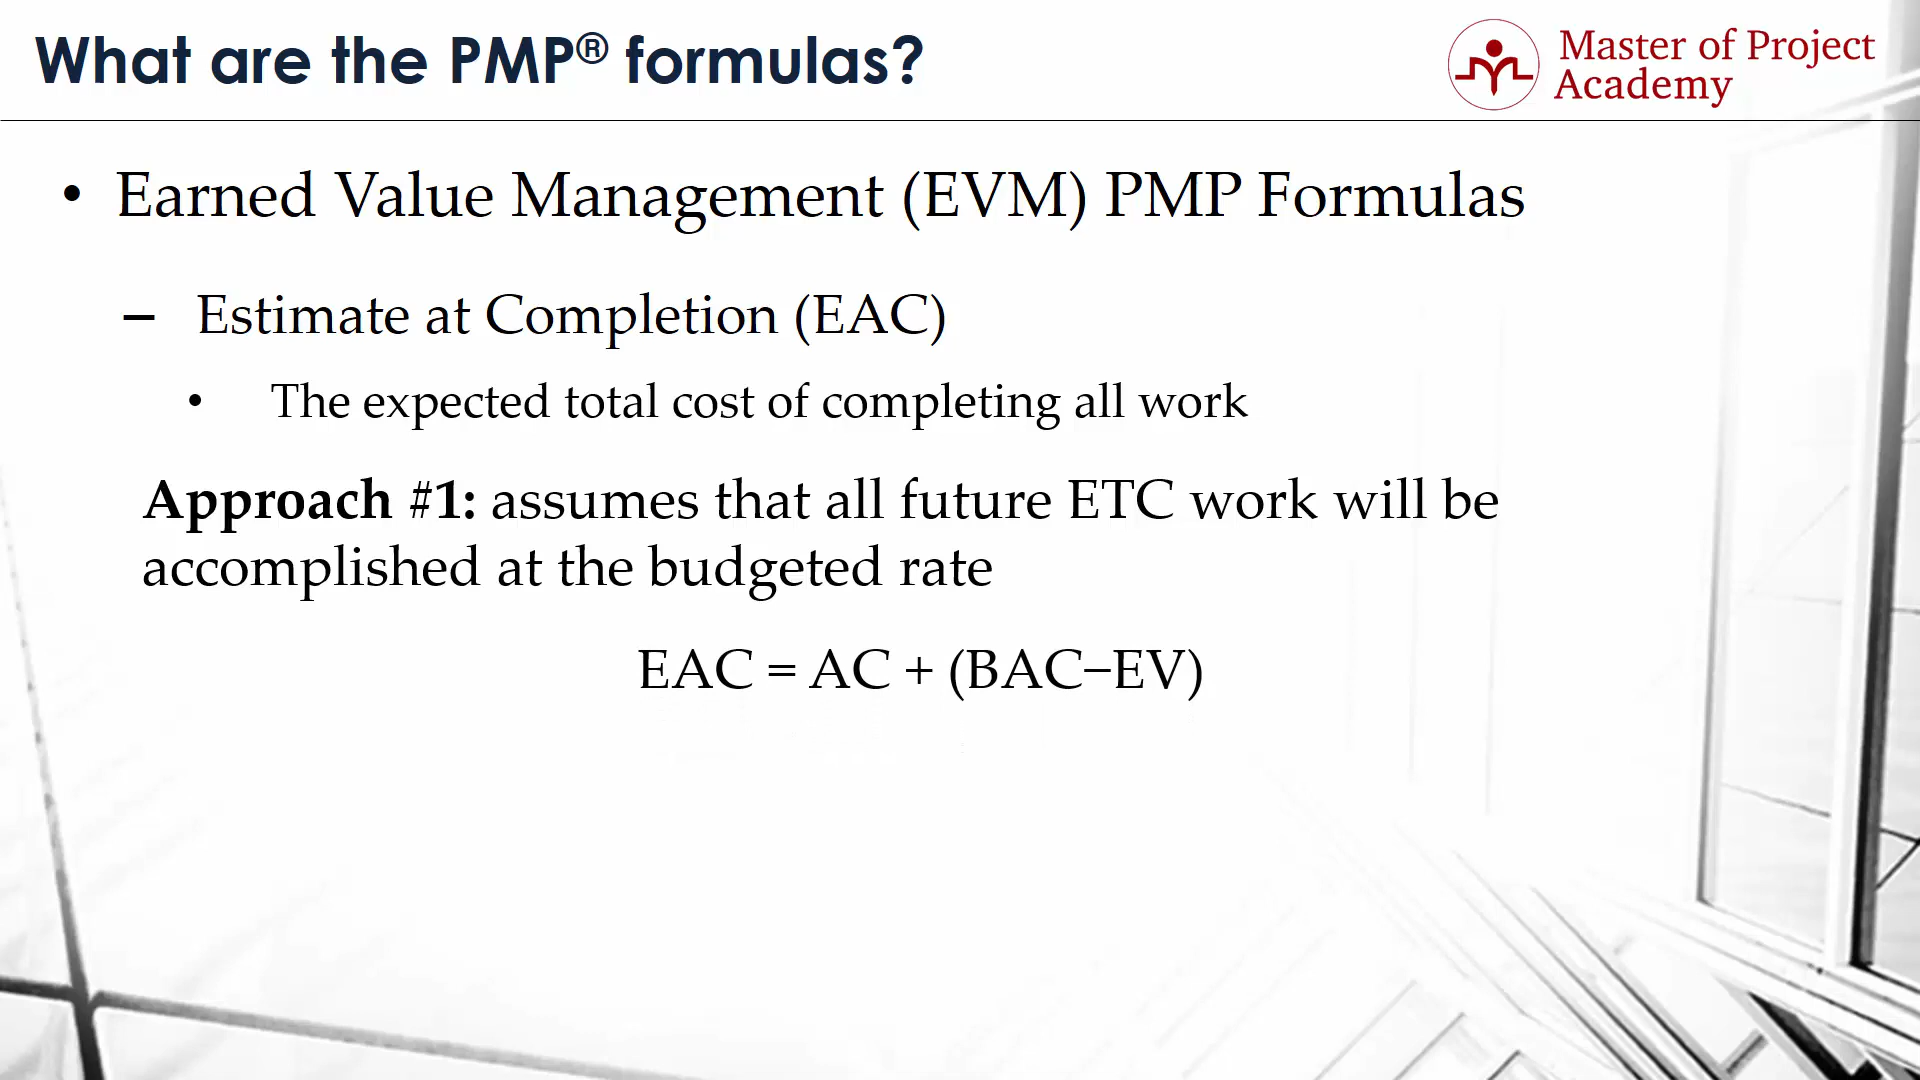 What are the PMP® formulas?
Master of Project
Academy
• Earned Value Management (EVM) PMP Formulas
– Estimate at Completion (EAC)
• The expected total cost of completing all work
Approach #1: assumes that all future ETC work will be
accomplished at the budgeted rate
EAC = AC + (BAC–EV)